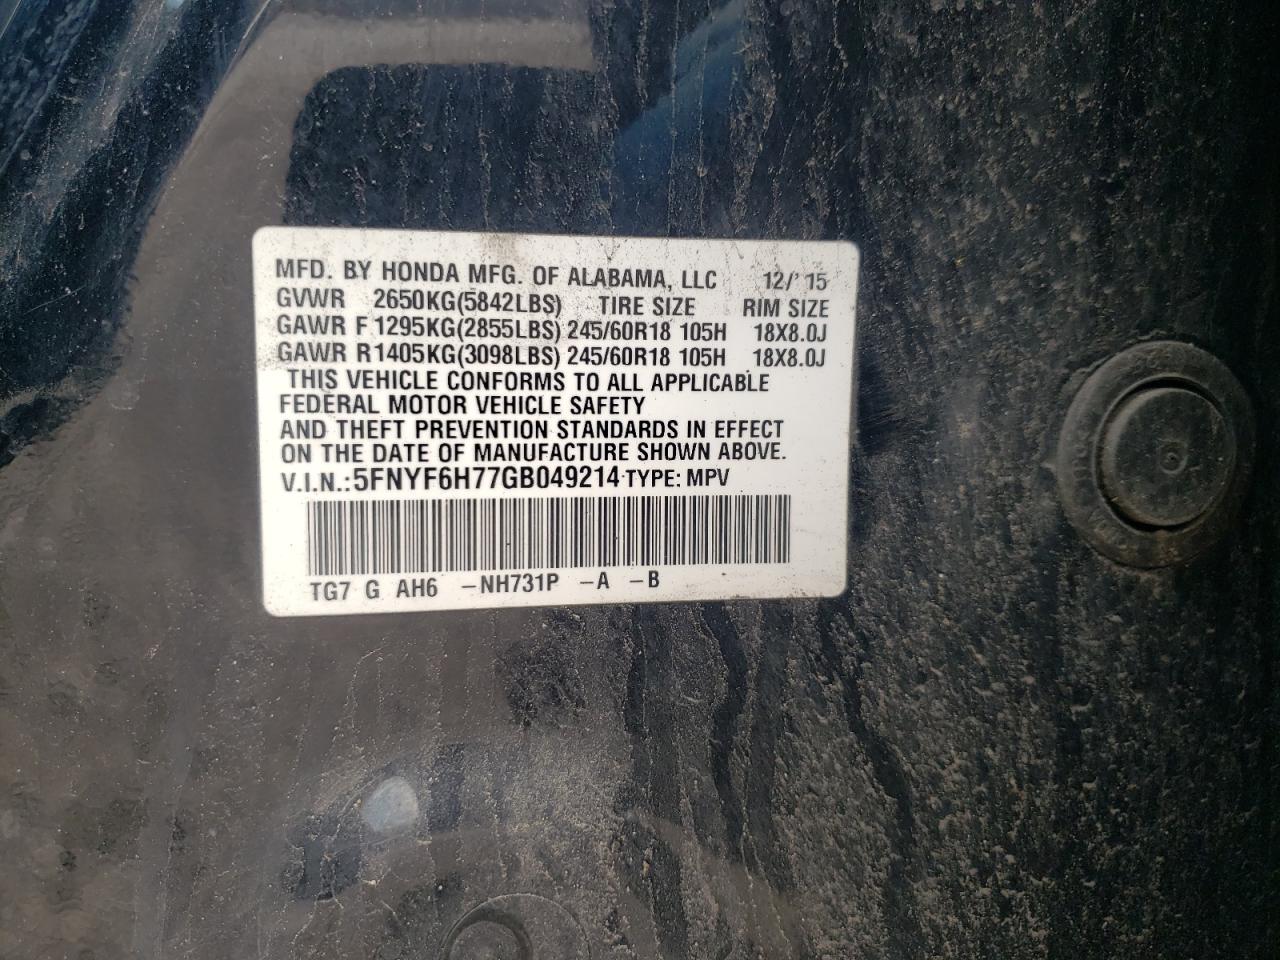 MFD. BY HONDA MFG. OF ALABAMA, LLC 12/'15
GVWR 2650KG(5842LBS) TIRE SIZE RIM SIZE
GAWR F 1295KG(2855LBS) 245/60R18 105H 18X8.0J
GAWR R1405KG(3098LBS) 245/60R18 105H 18X8.0J
THIS VEHICLE CONFORMS TO ALL APPLICABLE
FEDERAL MOTOR VEHICLE SAFETY
AND THEFT PREVENTION STANDARDS IN EFFECT
ON THE DATE OF MANUFACTURE SHOWN ABOVE.
V.I.N.: 5FNYF6H77GB049214 TYPE: MPV
TG7 G AH6 -NH731P -A -B